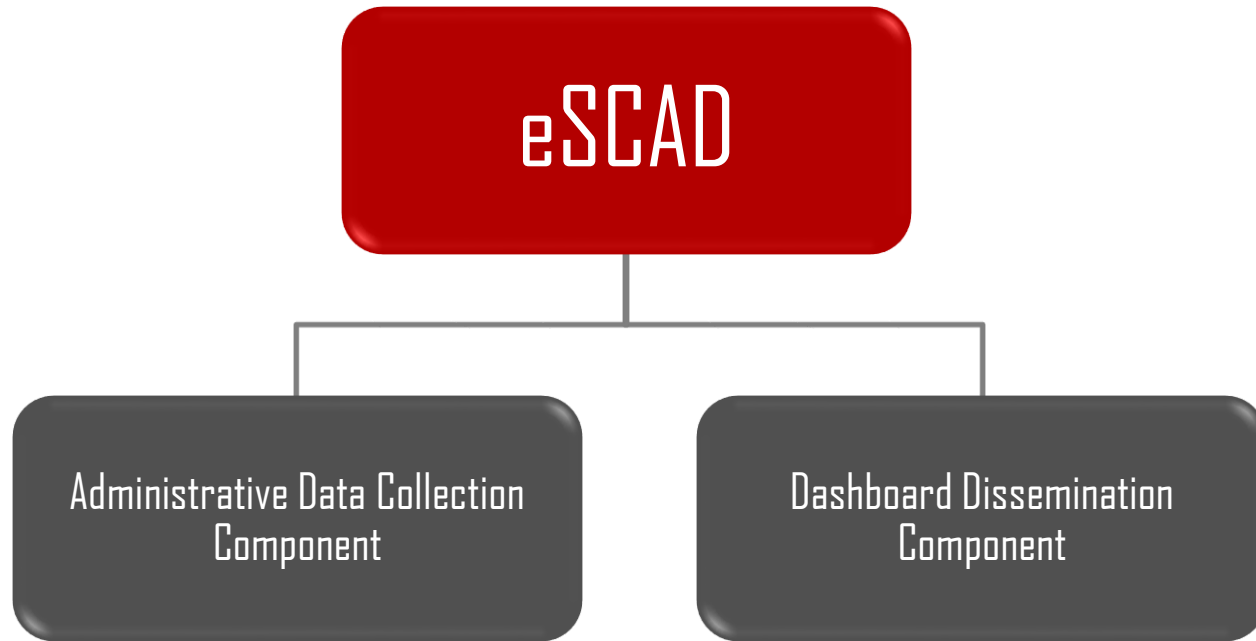 eSCAD
Administrative Data Collection
Component
Dashboard Dissemination
Component